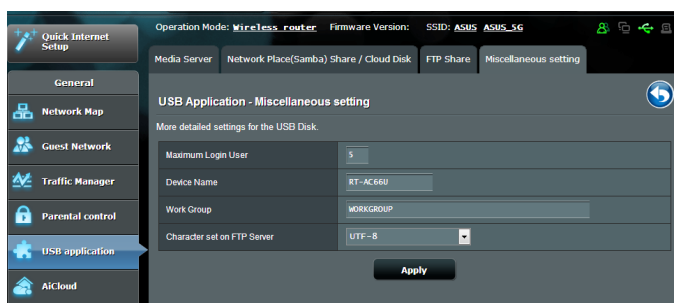 Quick Internet
Setup
Operation Mode: Wireless router Firmware Version: SSID: ASUS ASUS_5G
Media Server Network Place(Samba) Share / Cloud Disk FTP Share Miscellaneous setting
General
Network Map
Guest Network
Traffic Manager
Parental control
USB application
AiCloud
USB Application - Miscellaneous setting
More detailed settings for the USB Disk.
Maximum Login User 5
Device Name RT-AC66U
Work Group WORKGROUP
Character set on FTP Server UTF-8
Apply